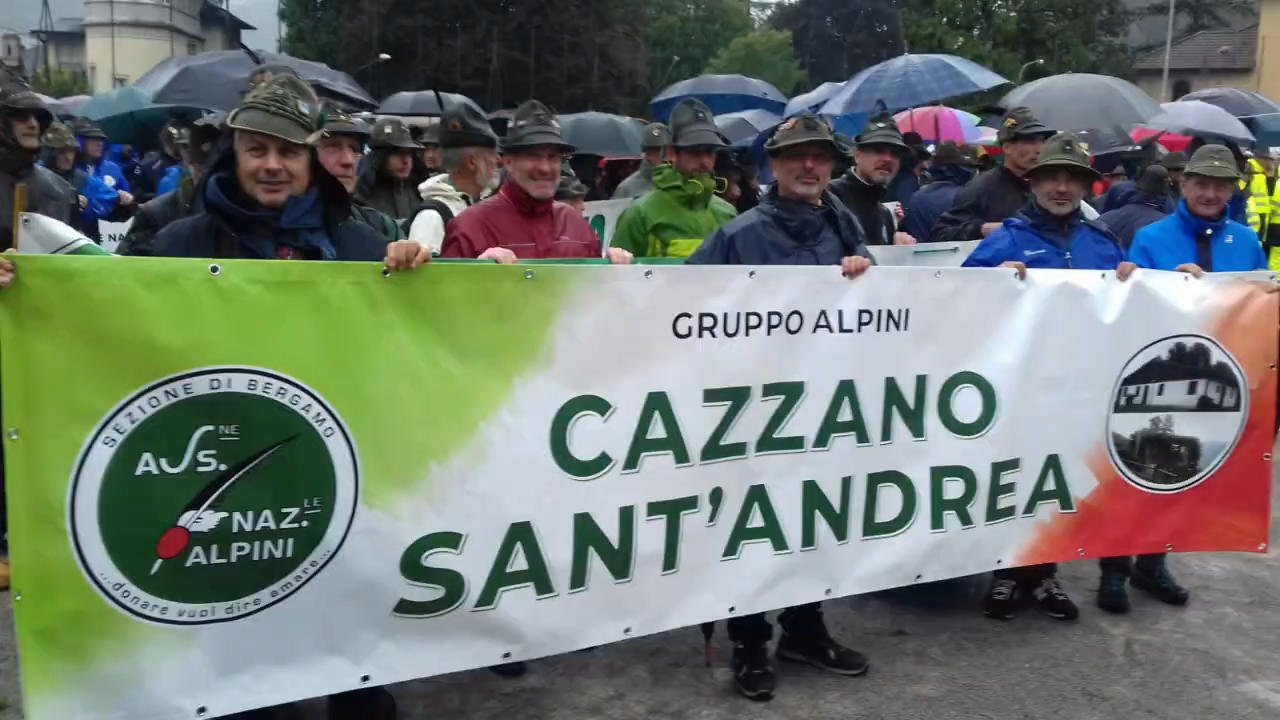 GRUPPO ALPINI
CAZZANO
SANT'ANDREA
SEZIONE DI BERGAMO
ASS.NE
NAZ.LE
ALPINI
...donare vuol dire amare...